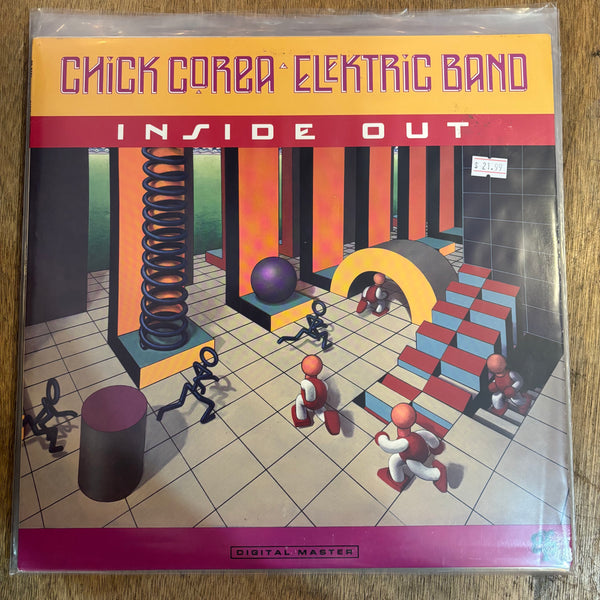 CHICK COREA · ELEKTRIC BAND
INSIDE OUT
$ 21.99
DIGITAL MASTER